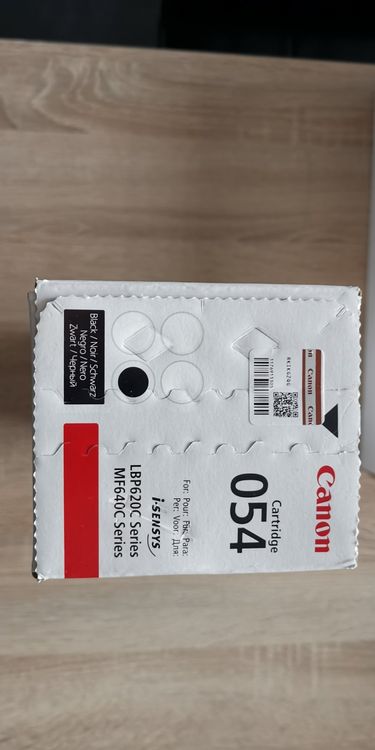 Canon
Cartridge
054
For: Pour: Für: Para:
Per: Voor: Для:
i-SENSYS
LBP620C Series
MF640C Series
Canon
Black / Noir / Schwarz/
Negro / Nero
Zwart / Черный